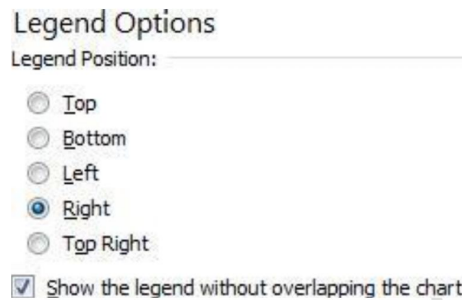 Legend Options
Legend Position:
Top
Bottom
Left
Right
Top Right
Show the legend without overlapping the chart